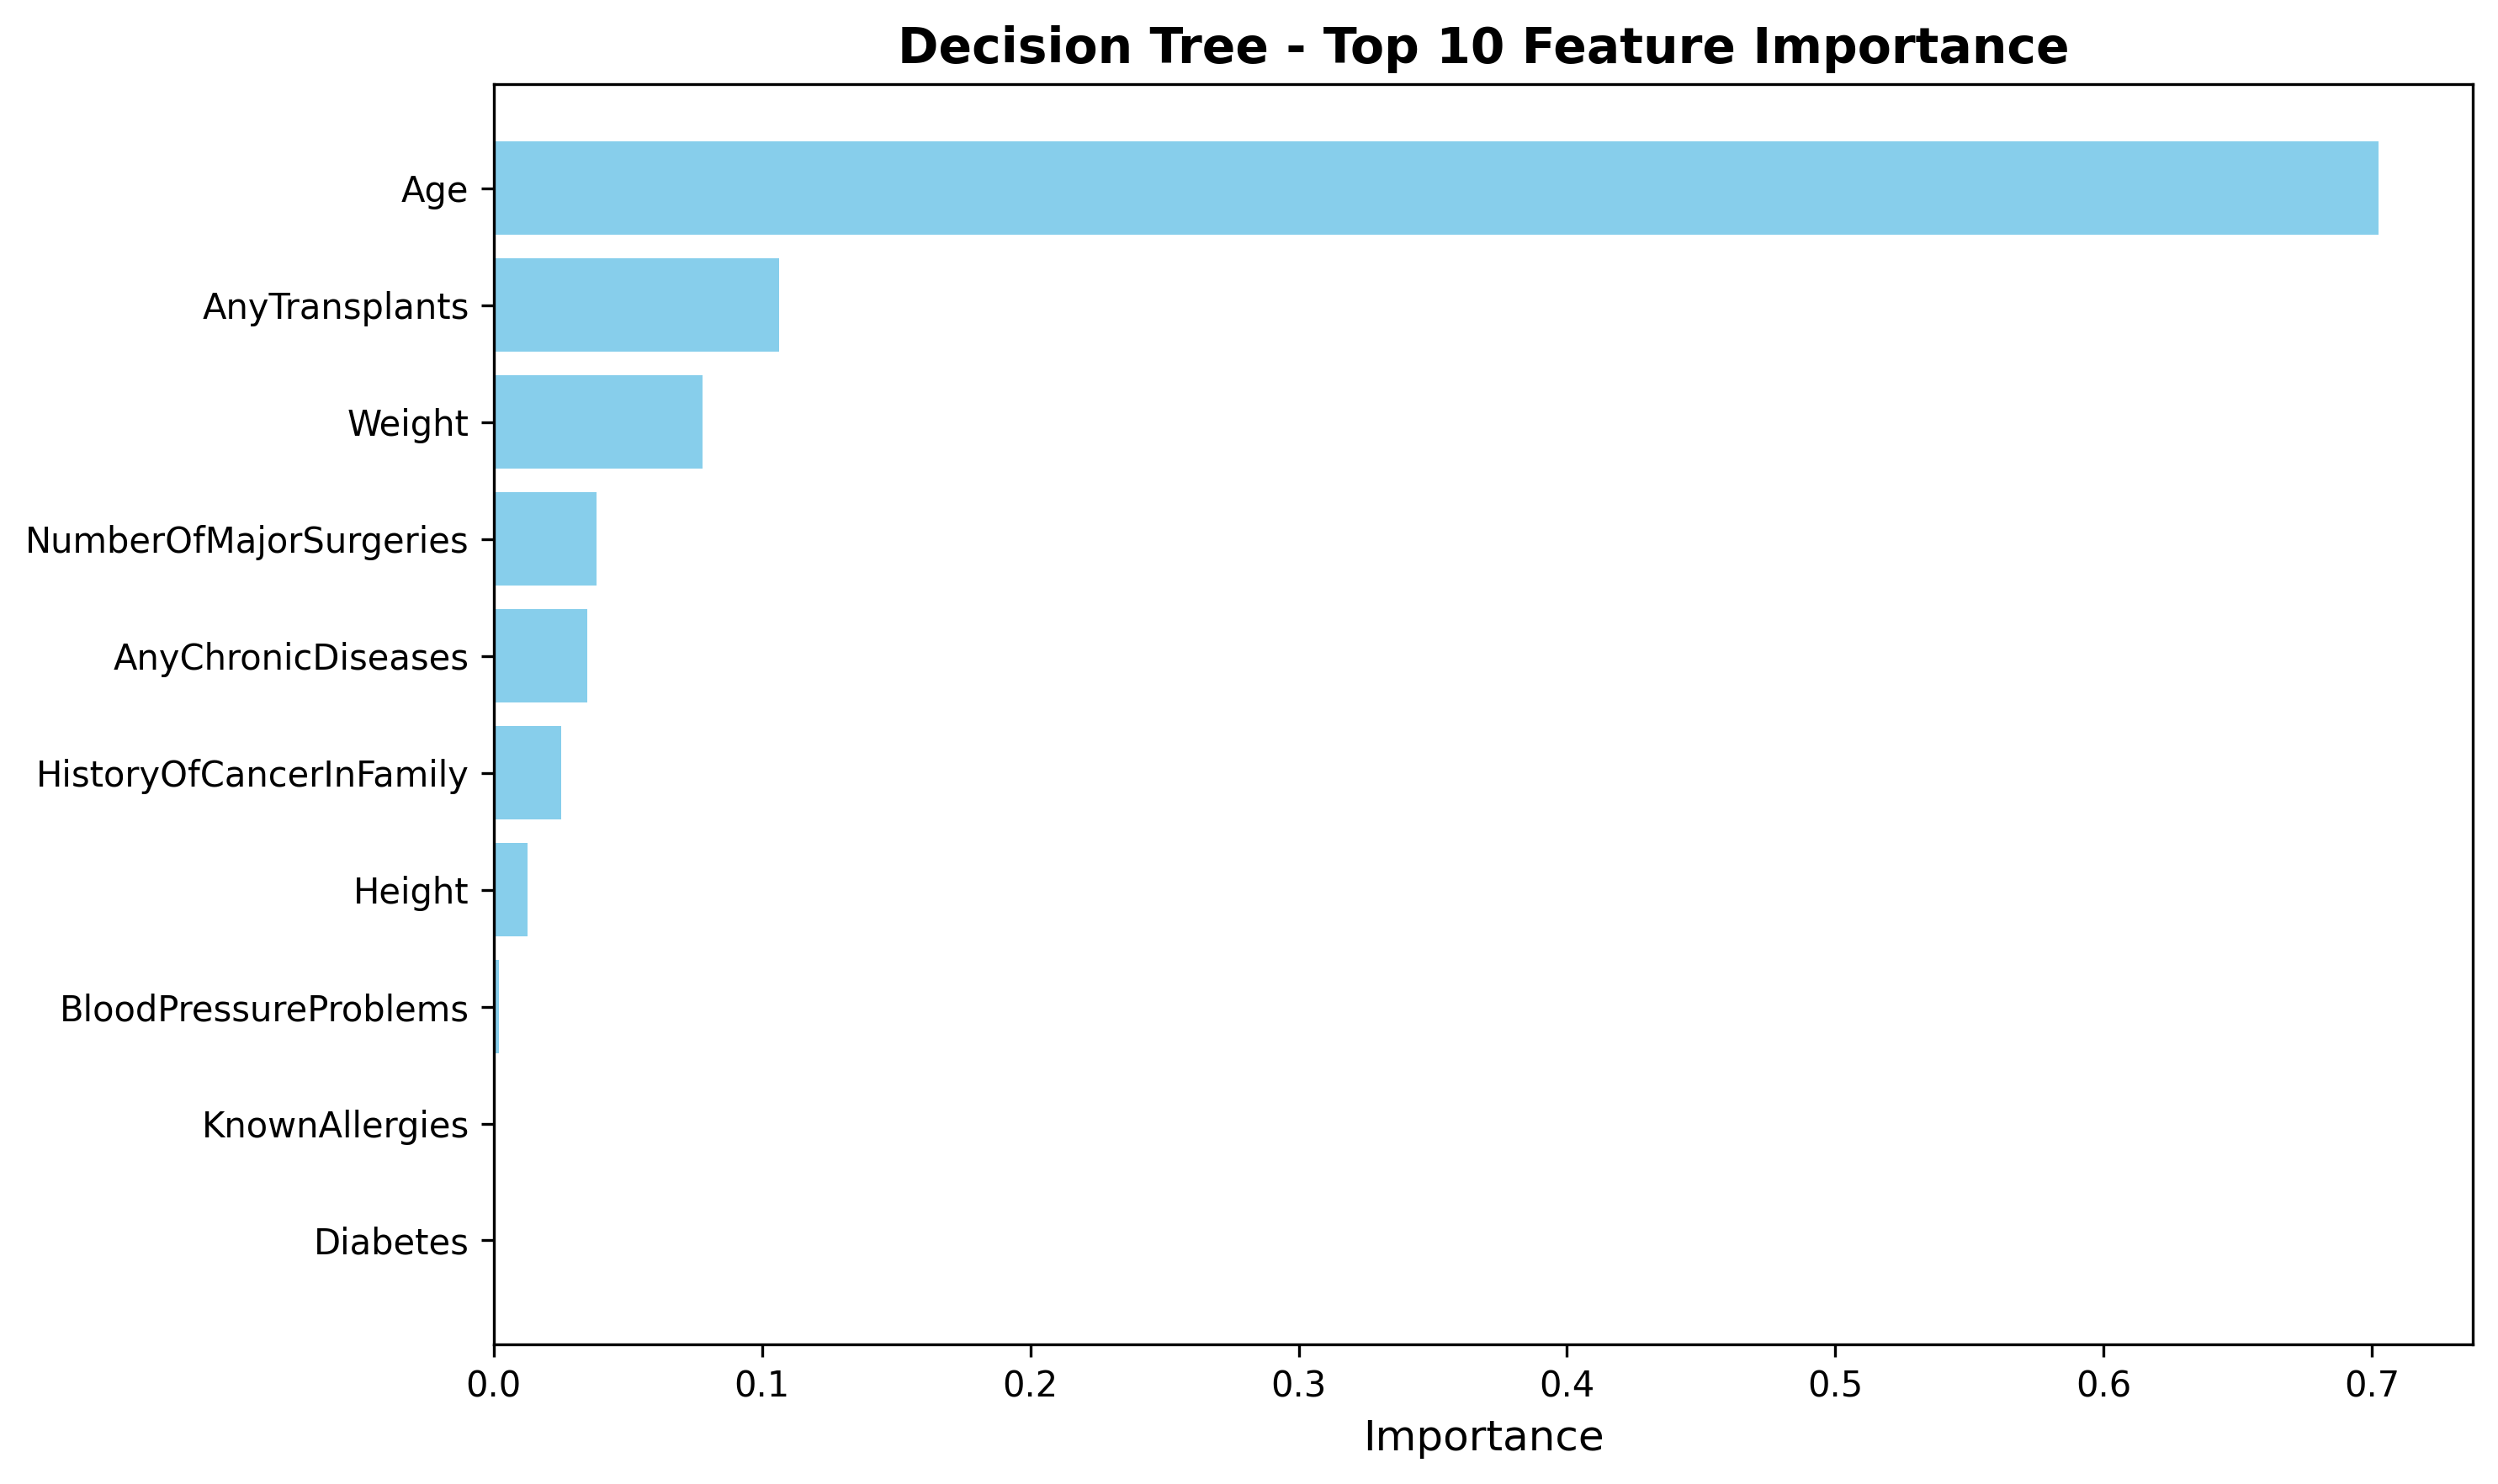 Decision Tree - Top 10 Feature Importance
Age
AnyTransplants
Weight
NumberOfMajorSurgeries
AnyChronicDiseases
HistoryOfCancerInFamily
Height
BloodPressureProblems
KnownAllergies
Diabetes
0.0 0.1 0.2 0.3 0.4 0.5 0.6 0.7
Importance